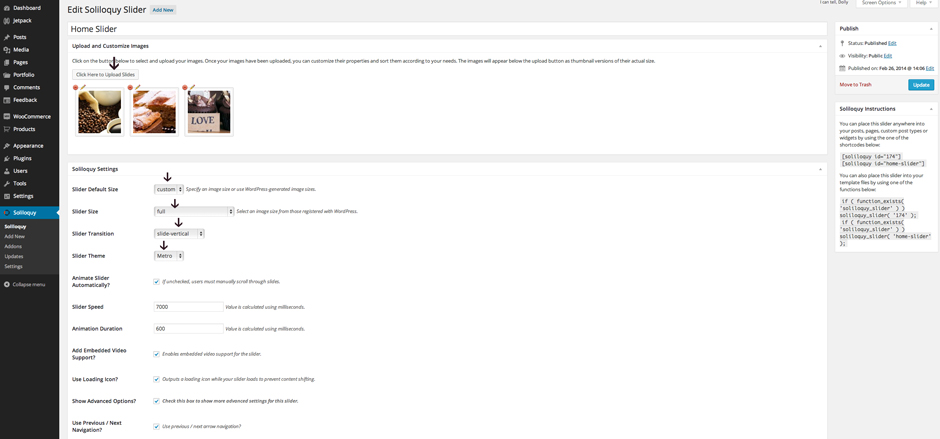 I can tell, Dolly
Screen Options
Help
Dashboard
Jetpack
Posts
Media
Pages
Portfolio
Comments
Feedback
WooCommerce
Products
Appearance
Plugins
Users
Tools
Settings
Soliloquy
Soliloquy
Add New
Addons
Updates
Settings
Collapse menu
Edit Soliloquy Slider Add New
Home Slider
Upload and Customize Images
Click on the button below to select and upload your images. Once your images have been uploaded, you can customize their properties and sort them according to your needs. The images will appear below the upload button as thumbnail versions of their actual size.
Click Here to Upload Slides
LOVE
Soliloquy Settings
Slider Default Size custom Specify an image size or use WordPress-generated image sizes.
Slider Size full Select an image size from those registered with WordPress.
Slider Transition slide-vertical
Slider Theme Metro
Animate Slider
Automatically? If unchecked, users must manually scroll through slides.
Slider Speed 7000 Value is calculated using milliseconds.
Animation Duration 600 Value is calculated using milliseconds.
Add Embedded Video
Support? Enables embedded video support for the slider.
Use Loading Icon? Outputs a loading icon while your slider loads to prevent content shifting.
Show Advanced Options? Check this box to show more advanced settings for this slider.
Use Previous / Next
Navigation? Use previous / next arrow navigation?
Publish
Status: Published Edit
Visibility: Public Edit
Published on: Feb 26, 2014 @ 14:06 Edit
Move to Trash Update
Soliloquy Instructions
You can place this slider anywhere into
your posts, pages, custom post types or
widgets by using the one of the
shortcodes below:
[soliloquy id="174"]
[soliloquy id="home-slider"]
You can also place this slider into your
template files by using one of the
functions below:
if ( function_exists(
'soliloquy_slider' ) )
soliloquy_slider( '174' );
if ( function_exists(
'soliloquy_slider' ) )
soliloquy_slider( 'home-slider'
);